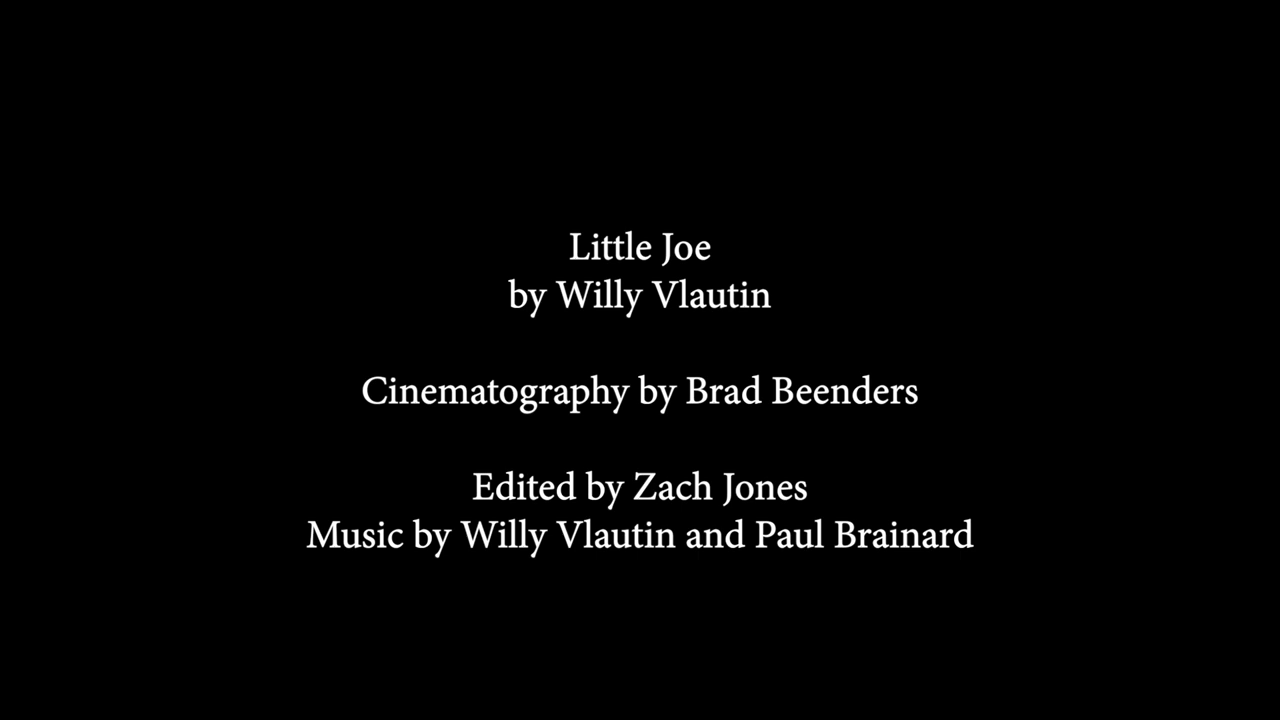 Little Joe
by Willy Vlautin
Cinematography by Brad Beenders
Edited by Zach Jones
Music by Willy Vlautin and Paul Brainard